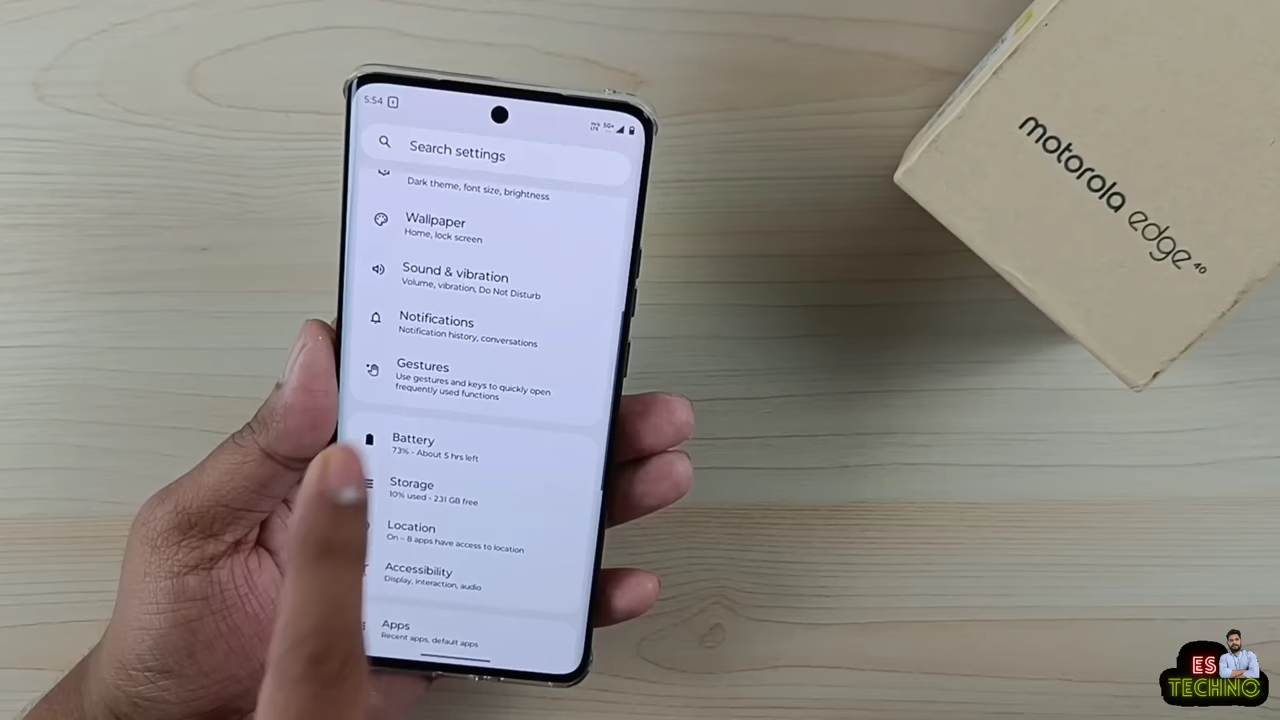 5:54
5G+
Search settings
Dark theme, font size, brightness
Wallpaper
Home, lock screen
Sound & vibration
Volume, vibration, Do Not Disturb
Notifications
Notification history, conversations
Gestures
Use gestures and keys to quickly open
frequently used functions
Battery
73% - About 5 hrs left
Storage
10% used - 231 GB free
Location
On - 8 apps have access to location
Accessibility
Display, interaction, audio
Apps
Recent apps, default apps
motorola edge 40
ES
TECHNO